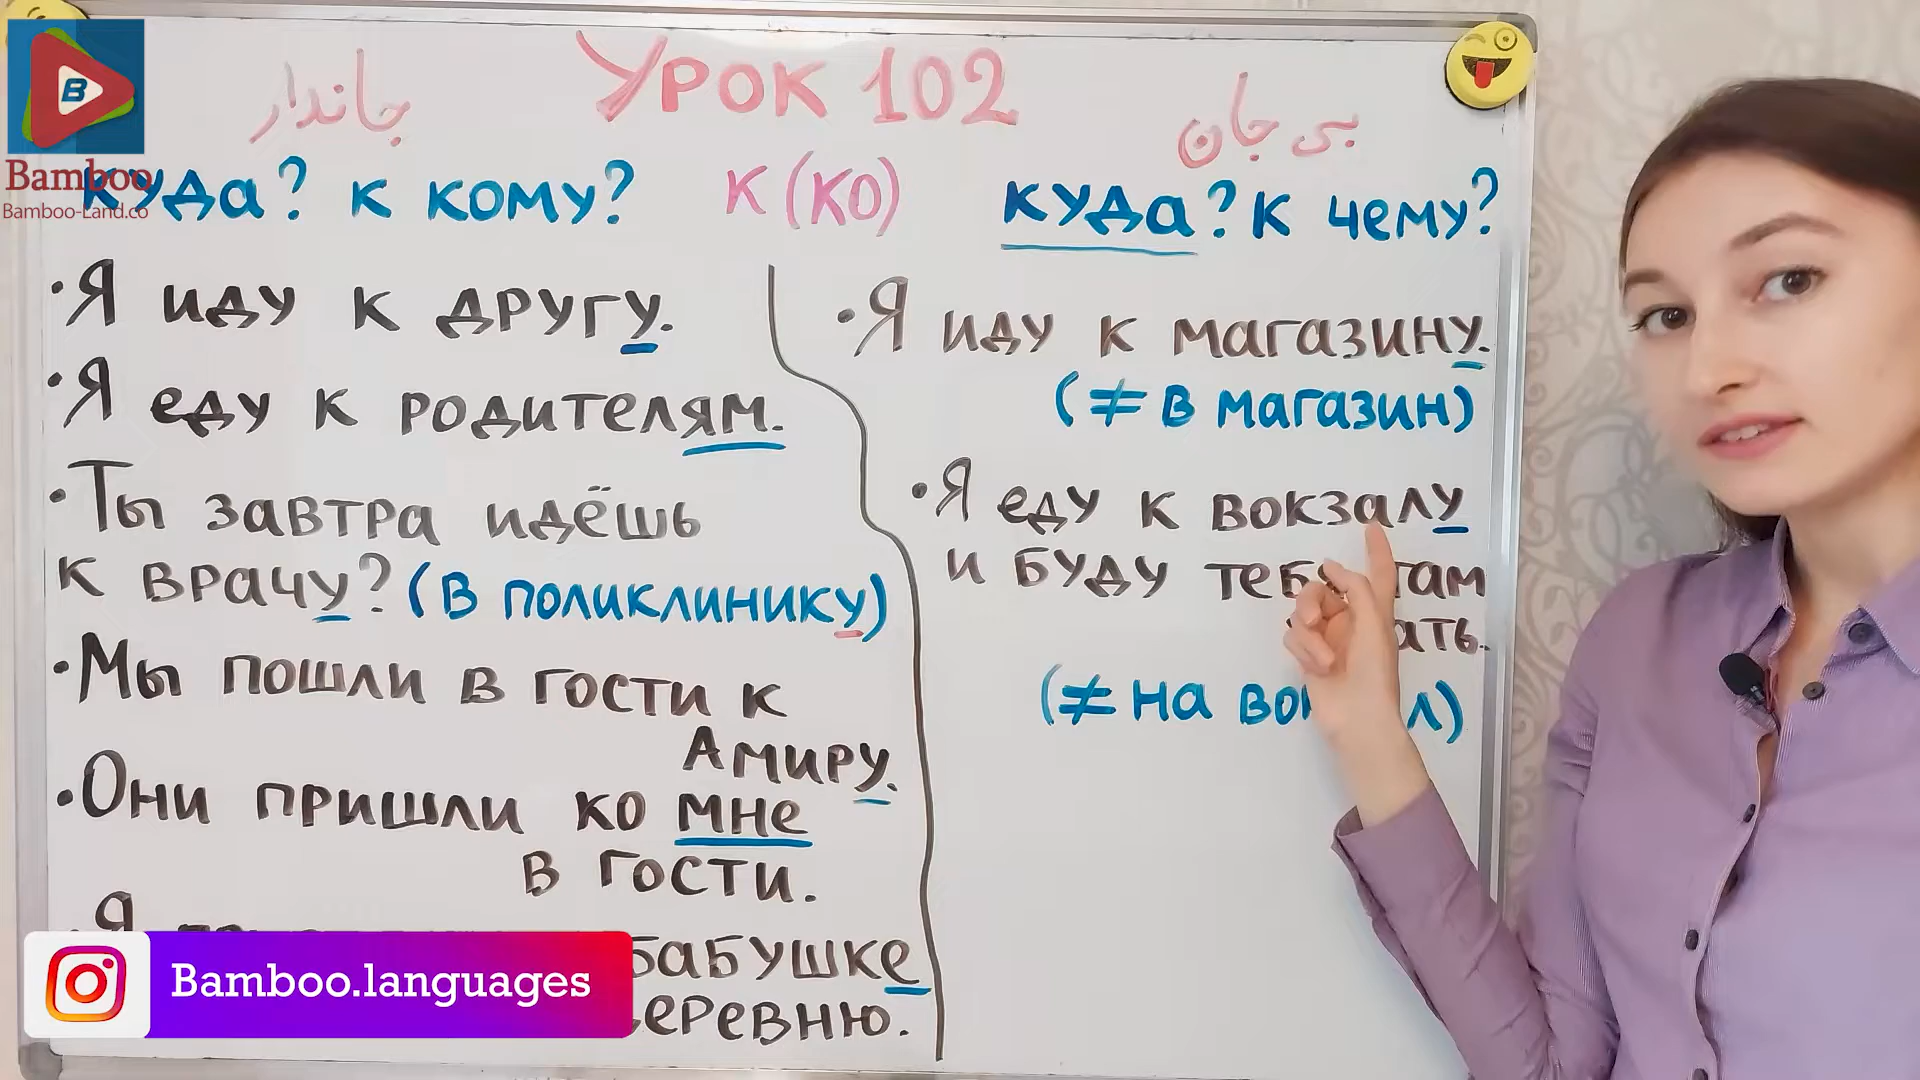 Урок 102
جاندار
بی جان
B
Bamboo
Bamboo-Land.co
куда? к кому?
к (ко)
куда? к чему?
• Я иду к другу.
• Я еду к родителям.
• Ты завтра идёшь
к врачу? (в поликлинику)
• Мы пошли в гости к
Амиру.
• Они пришли ко мне
в гости.
Я бабушке
• Я иду к магазину.
(≠ в магазин)
• Я еду к вокзалу
и буду там
(≠ на
Bamboo.languages